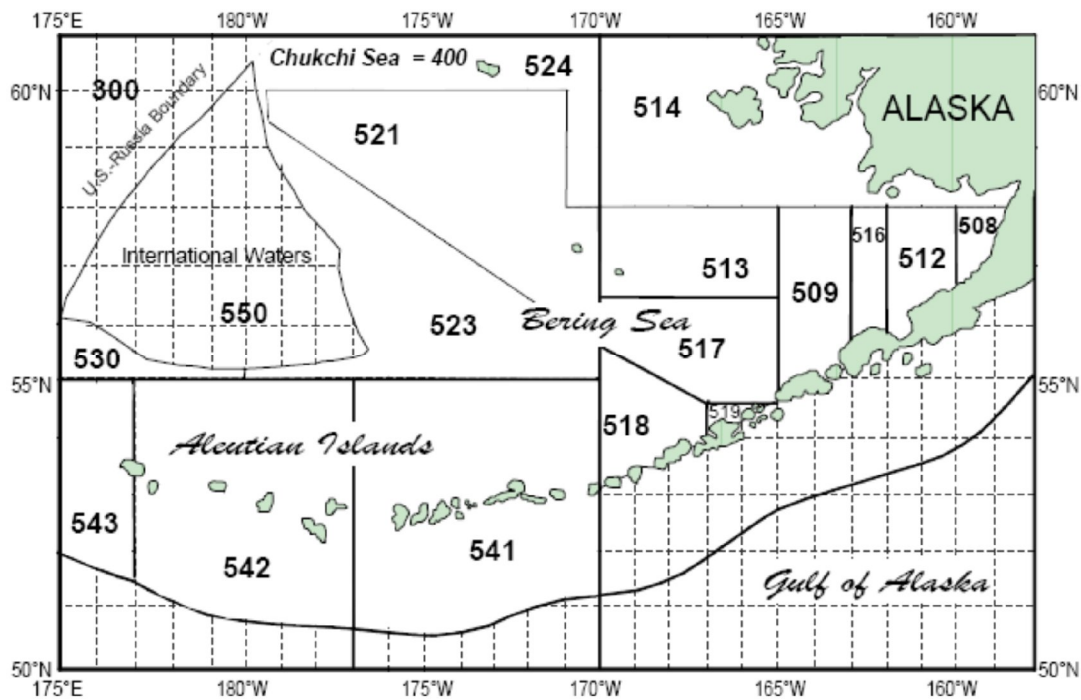 175°E 180°W 175°W 170°W 165°W 160°W
Chukchi Sea = 400
524
300
60°N
60°N
514
ALASKA
521
U.S.-Russia Boundary
508
516
International Waters
513
512
509
550
523
Bering Sea
517
530
55°N
55°N
519
518
Aleutian Islands
543
541
542
Gulf of Alaska
50°N
50°N
175°E 180°W 175°W 170°W 165°W 160°W